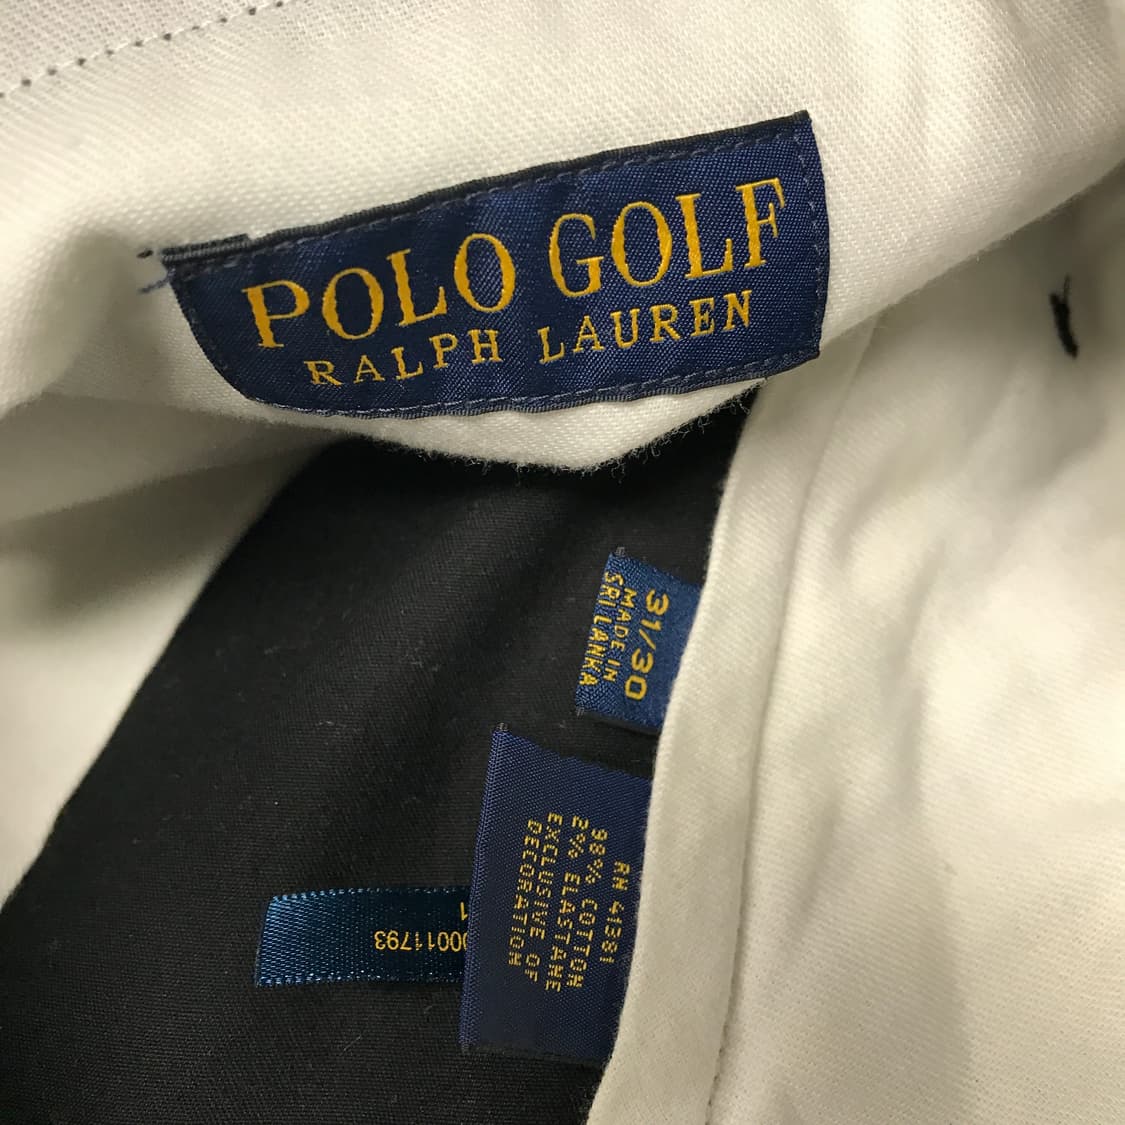 POLO GOLF
RALPH LAUREN
31/30
MADE IN
SRI LANKA
RN 41381
98% COTTON
2% ELASTANE
EXCLUSIVE OF
DECORATION
00011793
1